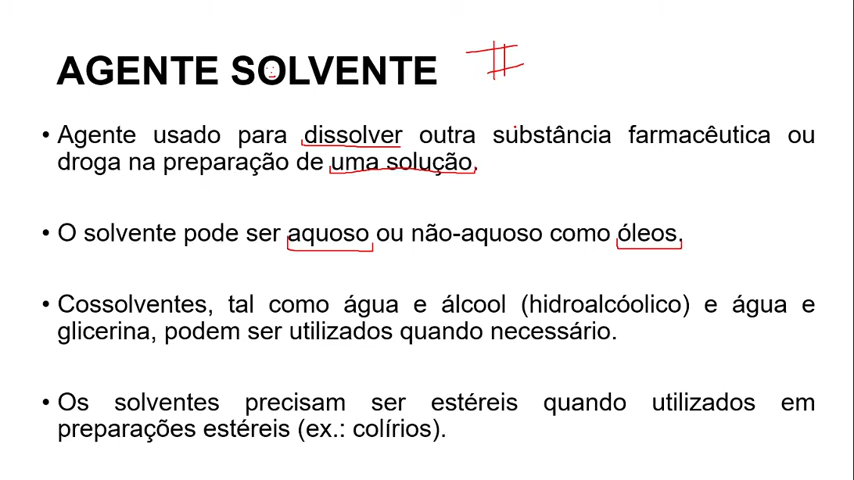 AGENTE SOLVENTE #
• Agente usado para dissolver outra substância farmacêutica ou
droga na preparação de uma solução.
• O solvente pode ser aquoso ou não-aquoso como óleos.
• Cossolventes, tal como água e álcool (hidroalcóolico) e água e
glicerina, podem ser utilizados quando necessário.
• Os solventes precisam ser estéreis quando utilizados em
preparações estéreis (ex.: colírios).